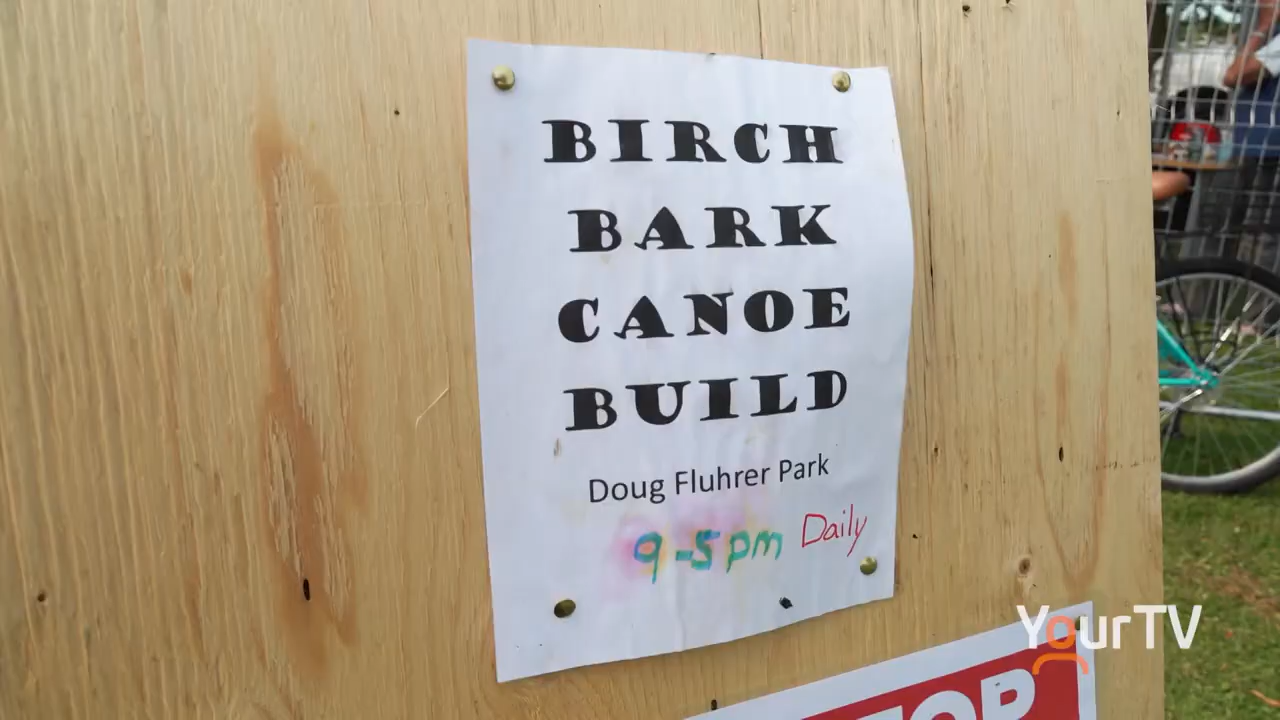 BIRCH
BARK
CANOE
BUILD
Doug Fluhrer Park
9-5pm Daily
YourTV